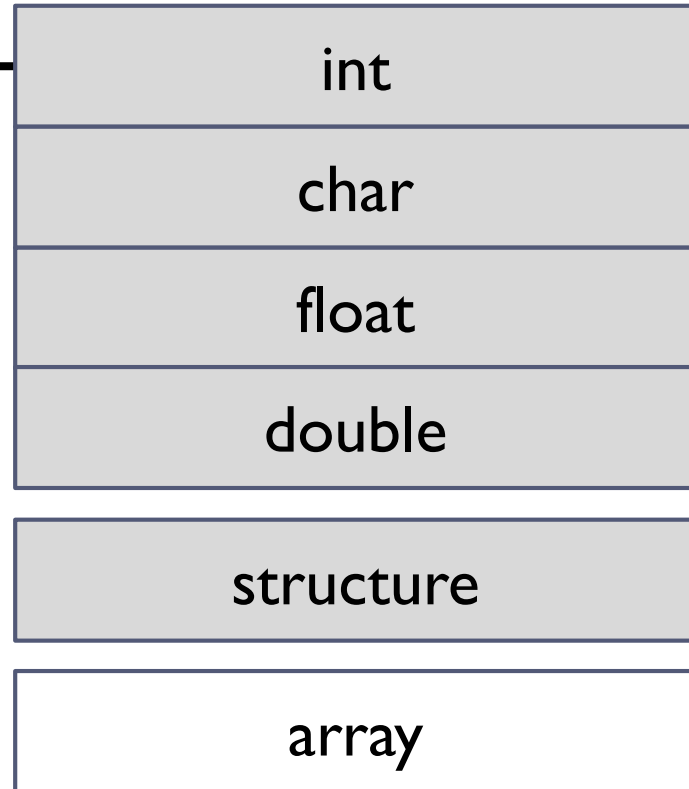 int
char
float
double
structure
array